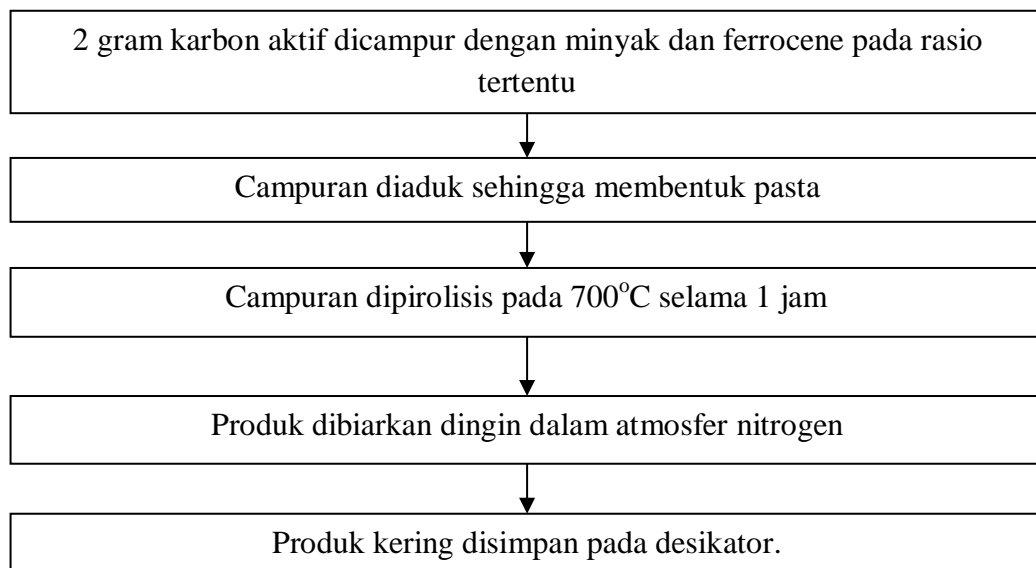 2 gram karbon aktif dicampur dengan minyak dan ferrocene pada rasio
tertentu
Campuran diaduk sehingga membentuk pasta
Campuran dipirolisis pada 700°C selama 1 jam
Produk dibiarkan dingin dalam atmosfer nitrogen
Produk kering disimpan pada desikator.